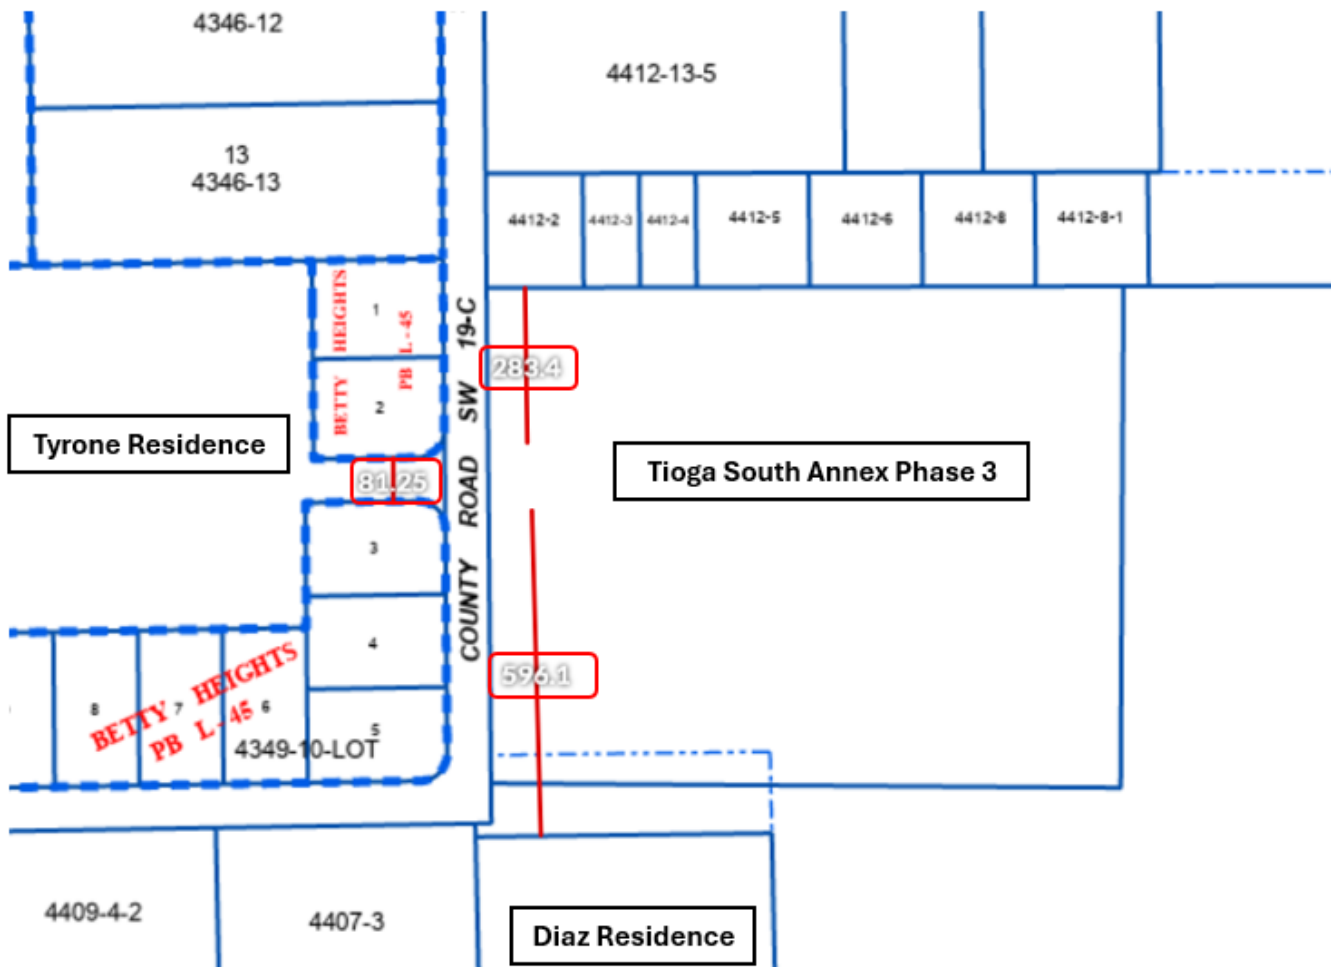 4346-12
4412-13-5
13
4346-13
4412-2
4412-3
4412-4
4412-5
4412-6
4412-8
4412-8-1
BETTY HEIGHTS
PB L - 45
1
2
COUNTY ROAD SW 19-C
283.4
Tyrone Residence
81.25
Tioga South Annex Phase 3
3
4
5
596.1
8
7
6
BETTY HEIGHTS
PB L - 45
4349-10-LOT
4409-4-2
4407-3
Diaz Residence